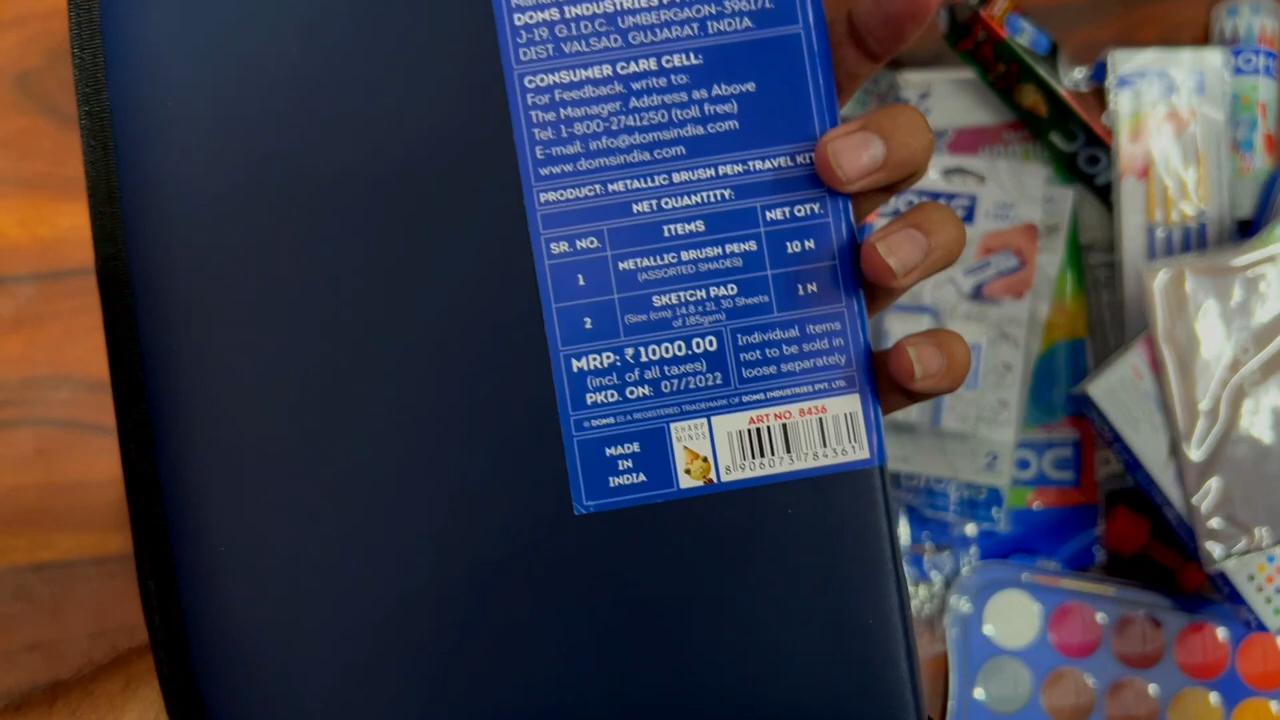 DOMS INDUSTRIES
J-19, G.I.D.C., UMBERGAON-396171,
DIST. VALSAD, GUJARAT, INDIA.
CONSUMER CARE CELL:
For Feedback, write to:
The Manager, Address as Above
Tel: 1-800-2741250 (toll free)
E-mail: info@domsindia.com
www.domsindia.com
PRODUCT: METALLIC BRUSH PEN-TRAVEL KIT
NET QUANTITY:
SR. NO. ITEMS NET QTY.
1 METALLIC BRUSH PENS 10 N
(ASSORTED SHADES)
2 SKETCH PAD 1 N
(Size (cm): 14.8 x 21, 30 Sheets
of 185gsm)
MRP: ₹1000.00
(incl. of all taxes)
PKD. ON: 07/2022
Individual items
not to be sold in
loose separately
® DOMS IS A REGISTERED TRADEMARK OF DOMS INDUSTRIES PVT. LTD.
MADE
IN
INDIA
SHARP
MINDS
ART NO. 8436
8 906073 784361
DOMS
2